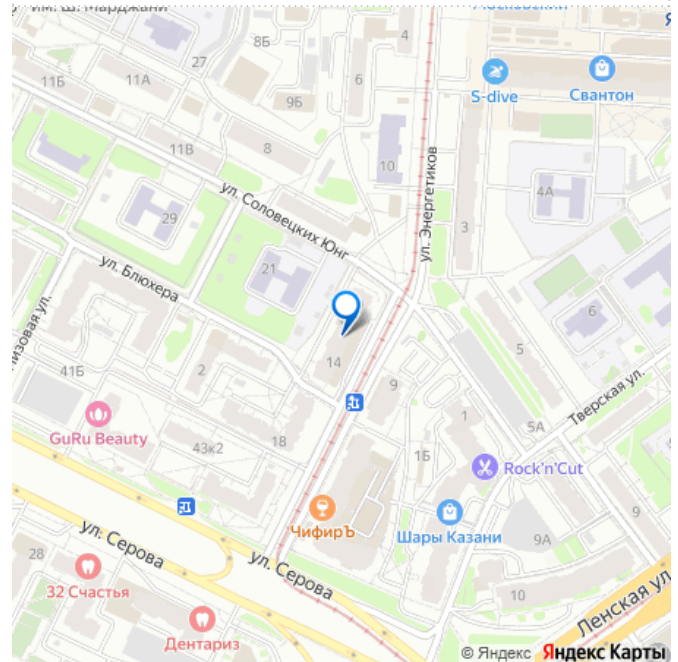 им. Ш. Марджани
8Б
4
27
11Б
11А
9Б
6
S-dive
Свантон
11В
8
10
ул. Энергетиков
4А
ул. Соловецких Юнг
29
3
21
ул. Блюхера
6
14
2
9
5
41Б
GuRu Beauty
43к2
18
1
5А
Тверская ул.
1Б
Rock'n'Cut
ЧифирЪ
Шары Казани
9
9А
ул. Серова
ул. Серова
28
32 Счастья
10
Ленская ул
Дентариз
© Яндекс Яндекс Карты